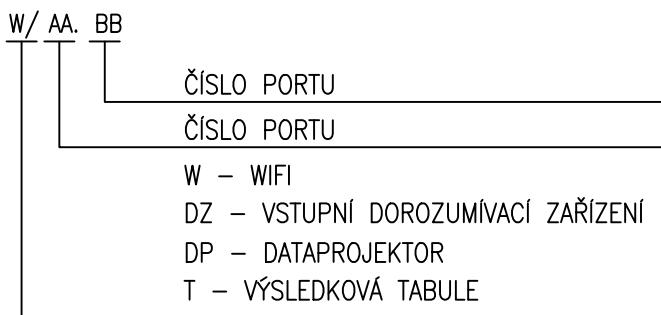 W/ AA. BB
ČÍSLO PORTU
ČÍSLO PORTU
W – WIFI
DZ – VSTUPNÍ DOROZUMÍVACÍ ZAŘÍZENÍ
DP – DATAPROJEKTOR
T – VÝSLEDKOVÁ TABULE